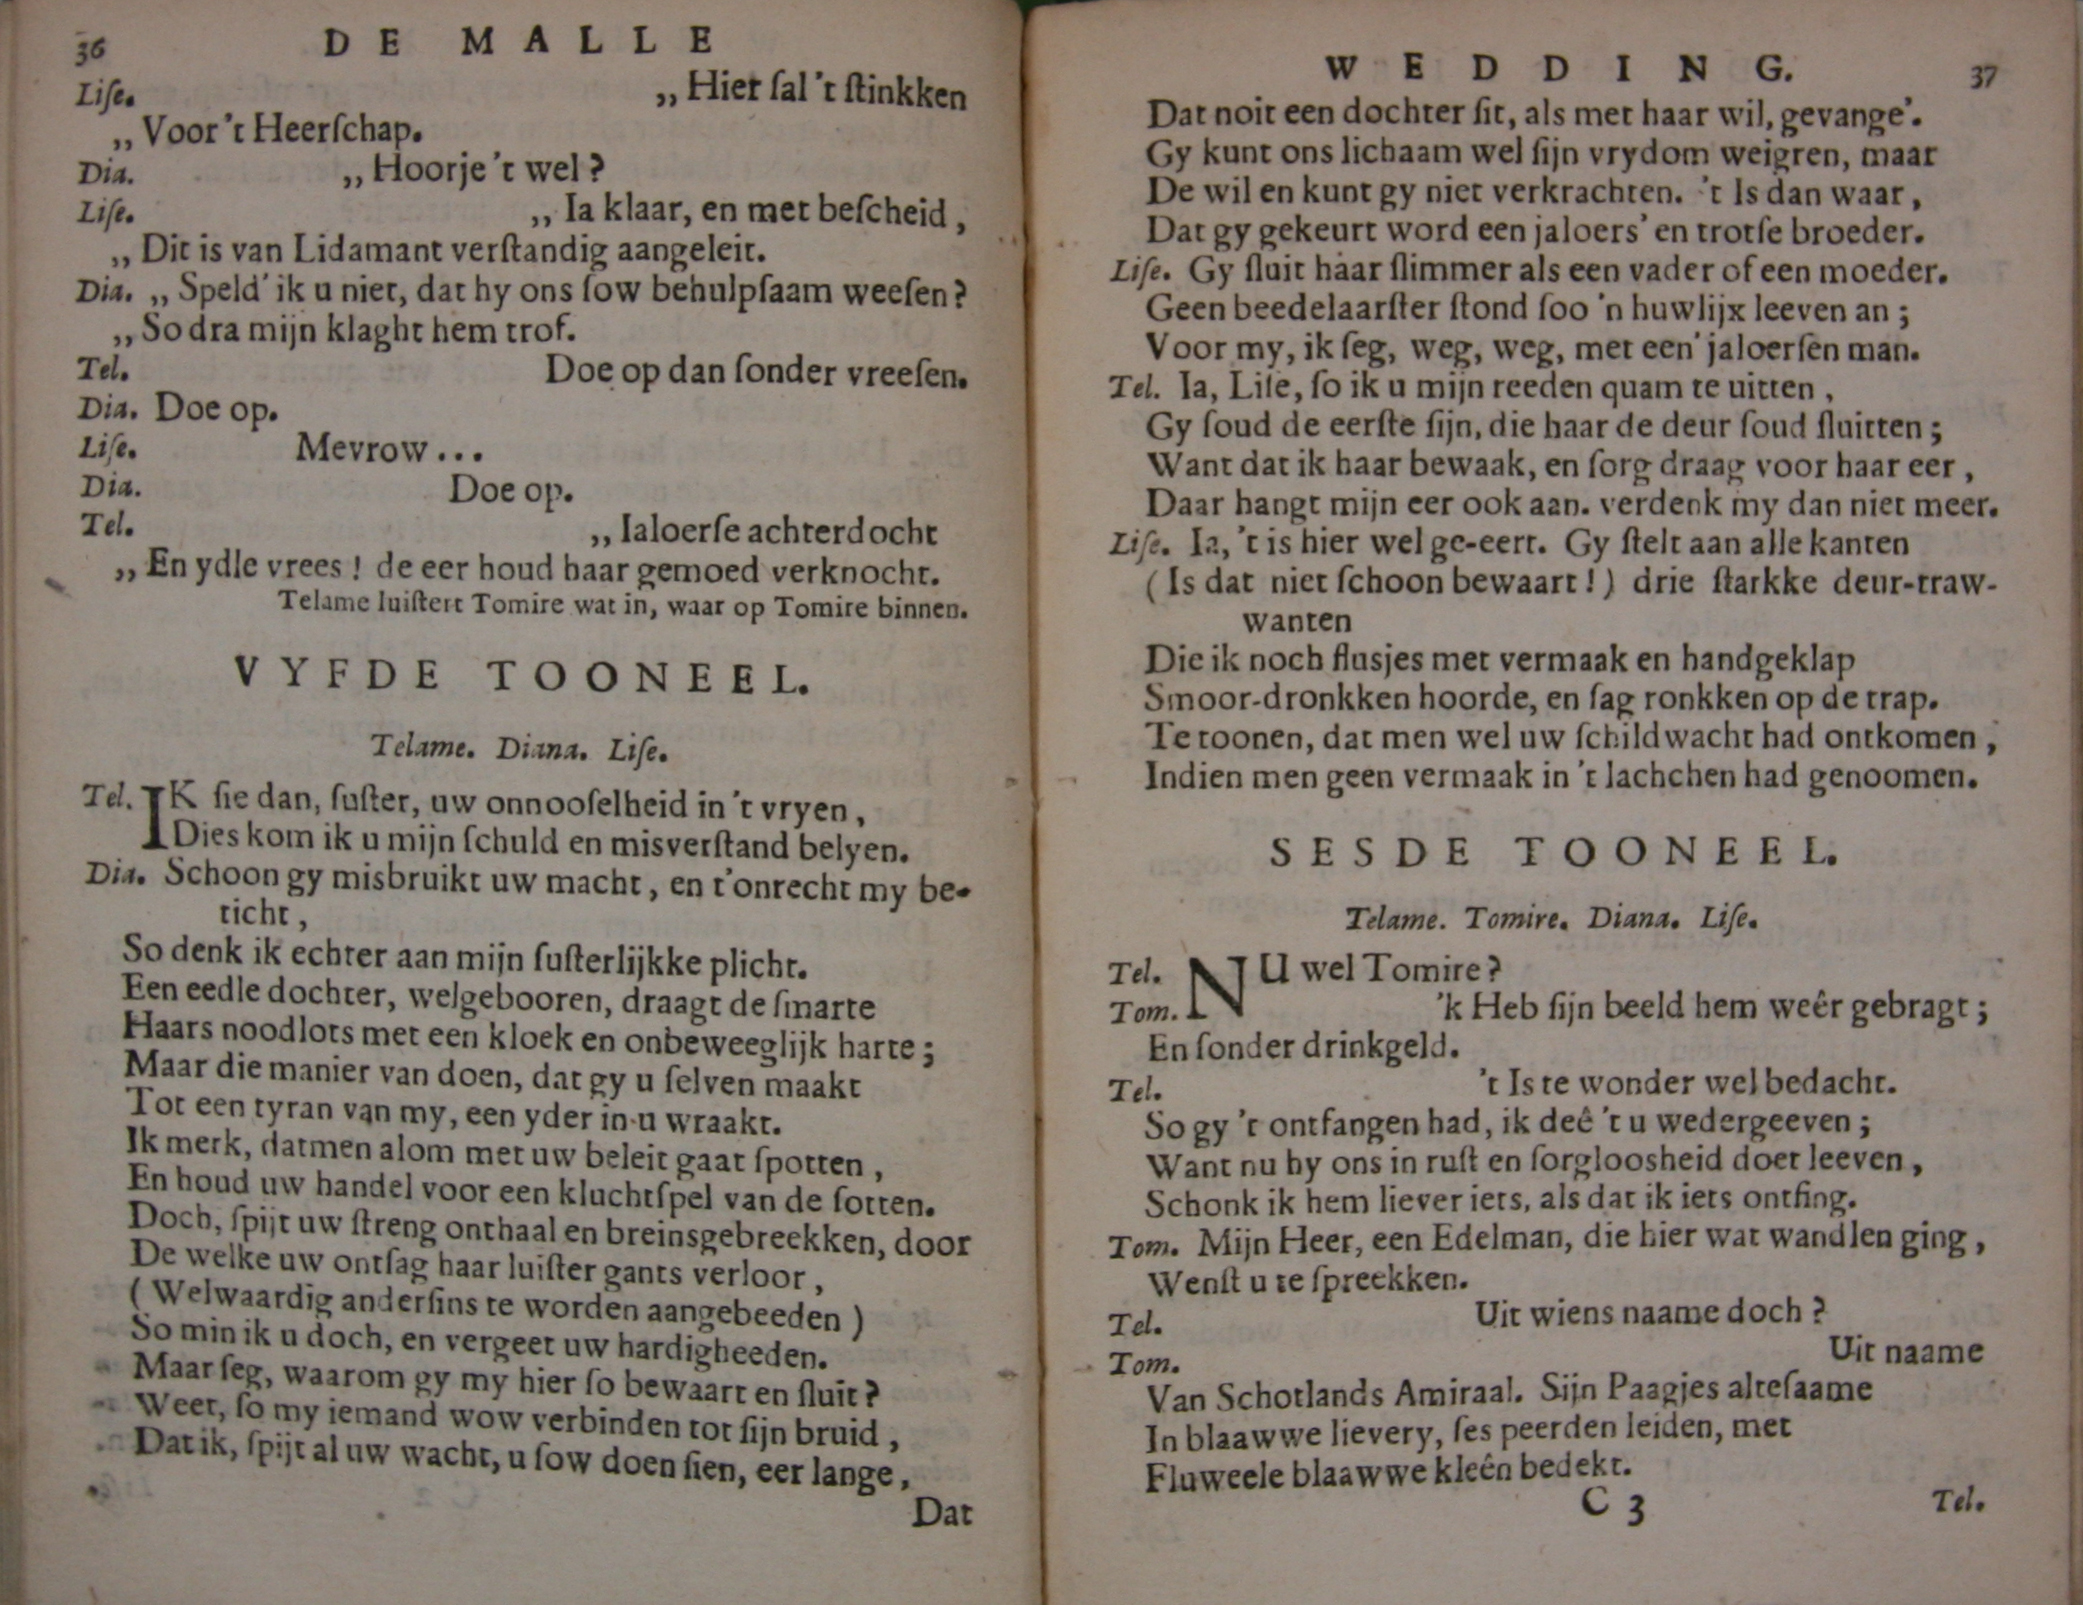 36 DE MALLE
Liſe. ,, Hier ſal 't ſtinkken
,, Voor 't Heerſchap.
Dia. ,, Hoorje 't wel?
Liſe. ,, Ia klaar, en met beſcheid,
,, Dit is van Lidamant verſtandig aangeleit.
Dia. ,, Speld' ik u niet, dat hy ons ſow behulpſaam weeſen?
,, So dra mijn klaght hem trof.
Tel. Doe op dan ſonder vreeſen.
Dia. Doe op.
Liſe. Mevrow...
Dia. Doe op.
Tel. ,, Ialoerſe achterdocht
,, En ydle vrees! de eer houd haar gemoed verknocht.
Telame luiſtert Tomire wat in, waar op Tomire binnen.
VYFDE TOONEEL.
Telame. Diana. Liſe.
Tel. IK ſie dan, ſuſter, uw onnooſelheid in 't vryen,
Dies kom ik u mijn ſchuld en misverſtand belyen.
Dia. Schoon gy misbruikt uw macht, en t'onrecht my be-
ticht,
So denk ik echter aan mijn ſuſterlijkke plicht.
Een eedle dochter, welgebooren, draagt de ſmarte
Haars noodlots met een kloek en onbeweeglijk harte;
Maar die manier van doen, dat gy u ſelven maakt
Tot een tyran van my, een yder in u wraakt.
Ik merk, datmen alom met uw beleit gaat ſpotten,
En houd uw handel voor een kluchtſpel van de ſotten.
Doch, ſpijt uw ſtreng onthaal en breinsgebreekken, door
De welke uw ontſag haar luiſter gants verloor,
(Welwaardig anderſins te worden aangebeeden)
So min ik u doch, en vergeet uw hardigheeden.
Maar ſeg, waarom gy my hier ſo bewaart en ſluit?
Weet, ſo my iemand wow verbinden tot ſijn bruid,
Dat ik, ſpijt al uw wacht, u ſow doen ſien, eer lange,
Dat
WEDDING. 37
Dat noit een dochter ſit, als met haar wil, gevange'.
Gy kunt ons lichaam wel ſijn vrydom weigren, maar
De wil en kunt gy niet verkrachten. 't Is dan waar,
Dat gy gekeurt word een jaloers' en trotſe broeder.
Liſe. Gy ſluit haar ſlimmer als een vader of een moeder.
Geen beedelaarſter ſtond ſoo 'n huwlijx leeven an;
Voor my, ik ſeg, weg, weg, met een' jaloerſen man.
Tel. Ia, Liſe, ſo ik u mijn reeden quam te uitten,
Gy ſoud de eerſte ſijn, die haar de deur ſoud ſluitten;
Want dat ik haar bewaak, en ſorg draag voor haar eer,
Daar hangt mijn eer ook aan. verdenk my dan niet meer.
Liſe. Ia, 't is hier wel ge-eert. Gy ſtelt aan alle kanten
(Is dat niet ſchoon bewaart!) drie ſtarkke deur-traw-
wanten
Die ik noch flusjes met vermaak en handgeklap
Smoor-dronkken hoorde, en ſag ronkken op de trap.
Te toonen, dat men wel uw ſchildwacht had ontkomen,
Indien men geen vermaak in 't lachchen had genoomen.
SESDE TOONEEL.
Telame. Tomire. Diana. Liſe.
Tel. NU wel Tomire?
Tom. 'k Heb ſijn beeld hem weêr gebragt;
En ſonder drinkgeld.
Tel. 't Is te wonder wel bedacht.
So gy 't ontfangen had, ik deê 't u wedergeeven;
Want nu hy ons in ruſt en ſorgloosheid doet leeven,
Schonk ik hem liever iets, als dat ik iets ontfing.
Tom. Mijn Heer, een Edelman, die hier wat wandlen ging,
Wenſt u te ſpreekken.
Tel. Uit wiens naame doch?
Tom. Uit naame
Van Schotlands Amiraal. Sijn Paagjes alteſaame
In blaawwe lievery, ſes peerden leiden, met
Fluweele blaawwe kleên bedekt.
C 3 Tel.